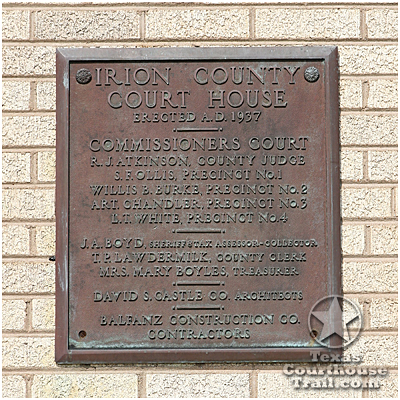 IRION COUNTY
COURT HOUSE
ERECTED A.D. 1937
COMMISSIONERS COURT
R.J. ATKINSON, COUNTY JUDGE
S.F. OLLIS, PRECINCT No. 1
WILLIS B. BURKE, PRECINCT No. 2
ART. CHANDLER, PRECINCT No. 3
L.T. WHITE, PRECINCT No. 4
J.A. BOYD, SHERIFF & TAX ASSESSOR-COLLECTOR
T.P. LAWDERMILK, COUNTY CLERK
MRS. MARY BOYLES, TREASURER
DAVID S. CASTLE CO. ARCHITECTS
BALFANZ CONSTRUCTION CO.
CONTRACTORS
TEXAS
COURTHOUSE
TRAIL.COM